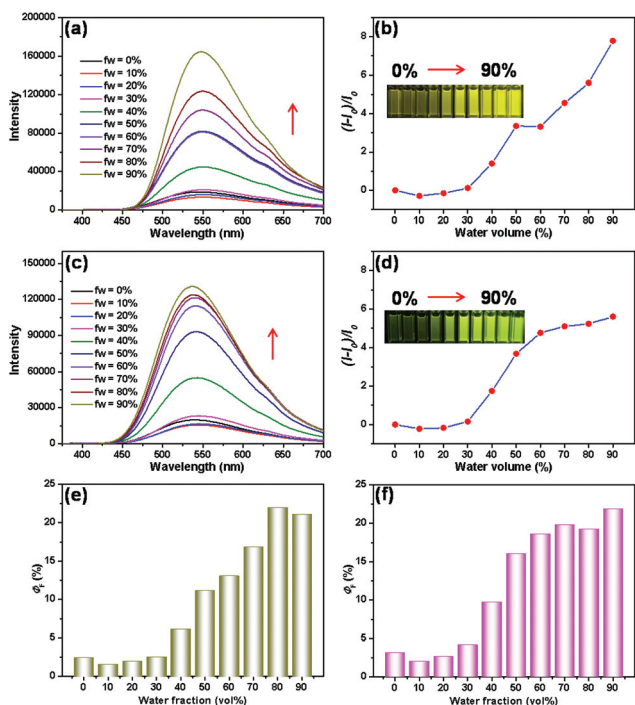 (a)
200000
160000
120000
80000
40000
0
Intensity
fw = 0%
fw = 10%
fw = 20%
fw = 30%
fw = 40%
fw = 50%
fw = 60%
fw = 70%
fw = 80%
fw = 90%
400 450 500 550 600 650 700
Wavelength (nm)
(b)
8
6
4
2
0
(I-I₀)/I₀
0% 90%
0 10 20 30 40 50 60 70 80 90
Water volume (%)
(c)
150000
120000
90000
60000
30000
0
Intensity
fw = 0%
fw = 10%
fw = 20%
fw = 30%
fw = 40%
fw = 50%
fw = 60%
fw = 70%
fw = 80%
fw = 90%
400 450 500 550 600 650 700
Wavelength (nm)
(d)
8
6
4
2
0
(I-I₀)/I₀
0% 90%
0 10 20 30 40 50 60 70 80 90
Water volume (%)
(e)
25
20
15
10
5
0
Φ_F (%)
0 10 20 30 40 50 60 70 80 90
Water fraction (vol%)
(f)
25
20
15
10
5
0
Φ_F (%)
0 10 20 30 40 50 60 70 80 90
Water fraction (vol%)